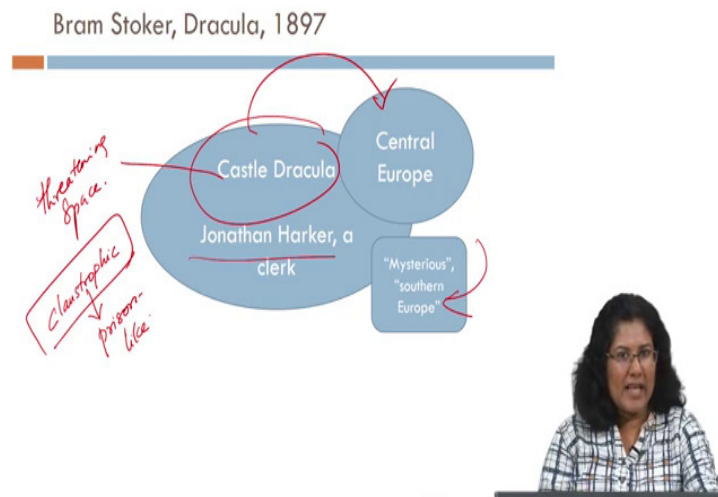 Bram Stoker, Dracula, 1897
Central
Europe
Castle Dracula
Jonathan Harker, a
clerk
"Mysterious",
"southern
Europe"
threatening
Space.
Claustrophic
prison-
like